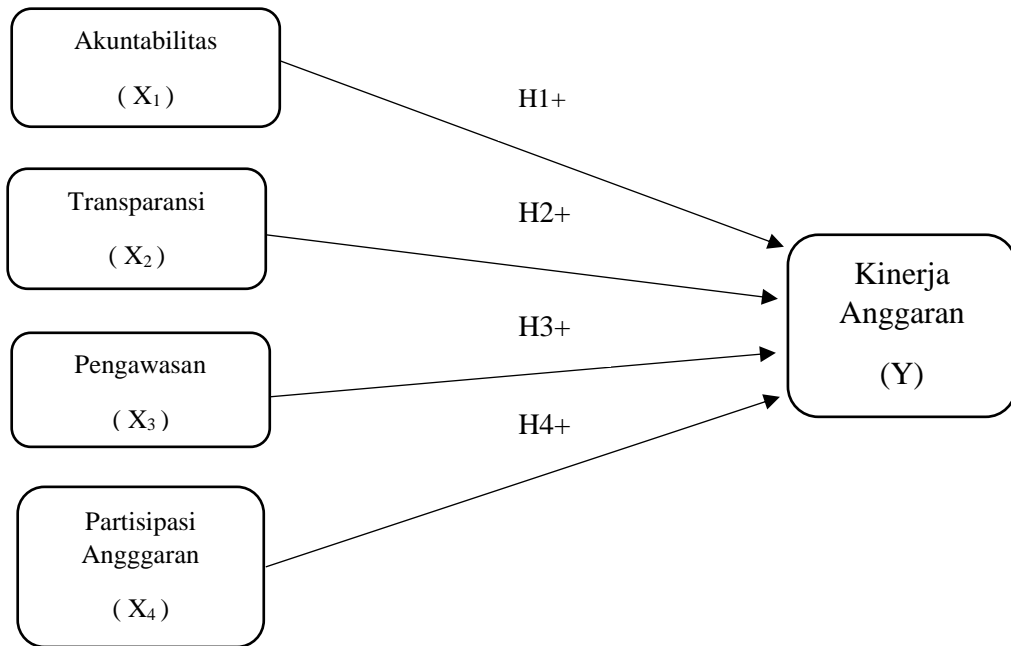 Akuntabilitas
( X₁ )
H1+
Transparansi
( X₂ )
H2+
Pengawasan
( X₃ )
H3+
Partisipasi
Angggaran
( X₄ )
H4+
Kinerja
Anggaran
(Y)